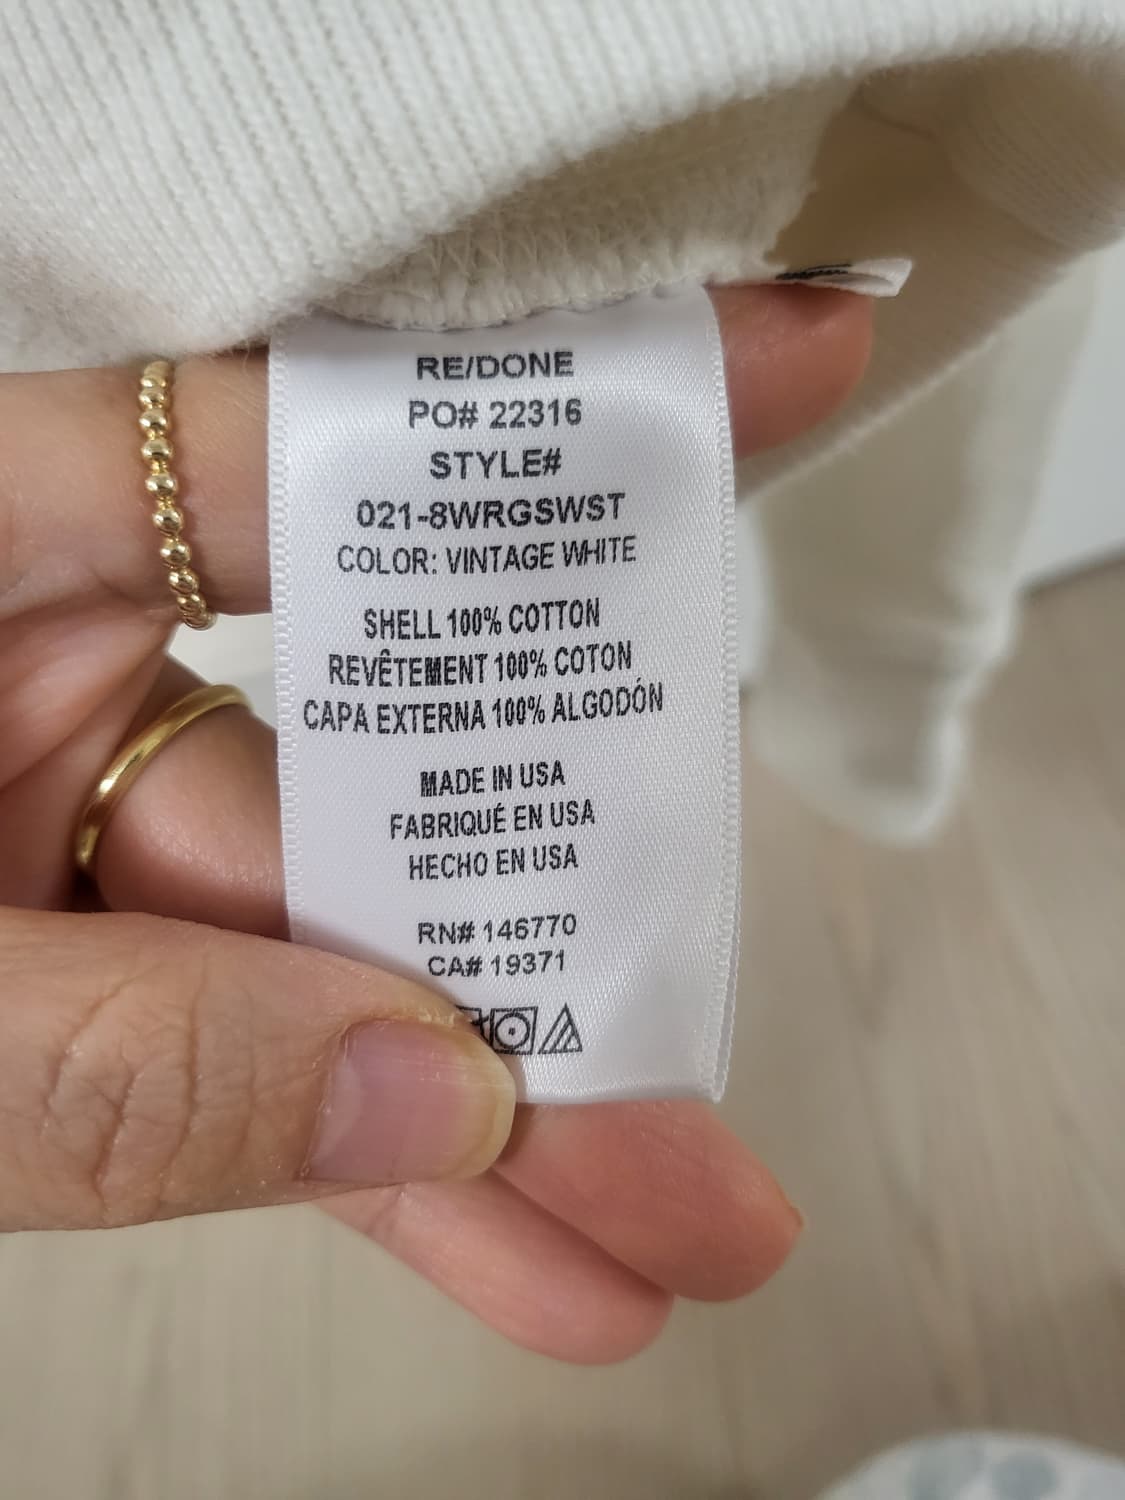 RE/DONE
PO# 22316
STYLE#
021-8WRGSWST
COLOR: VINTAGE WHITE
SHELL 100% COTTON
REVÊTEMENT 100% COTON
CAPA EXTERNA 100% ALGODÓN
MADE IN USA
FABRIQUÉ EN USA
HECHO EN USA
RN# 146770
CA# 19371